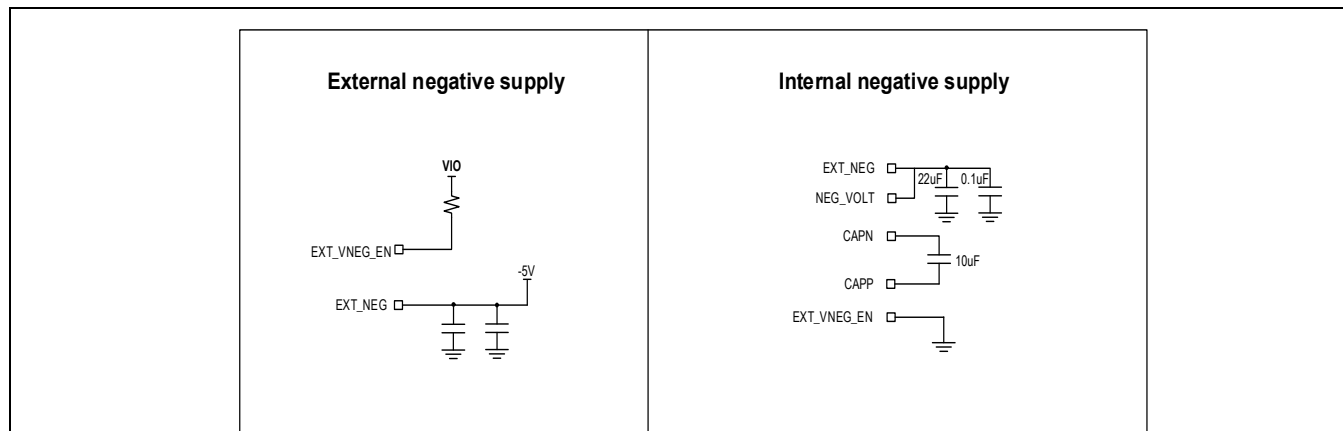 External negative supply
VIO
EXT_VNEG_EN
-5V
EXT_NEG
Internal negative supply
EXT_NEG
22uF 0.1uF
NEG_VOLT
CAPN
10uF
CAPP
EXT_VNEG_EN